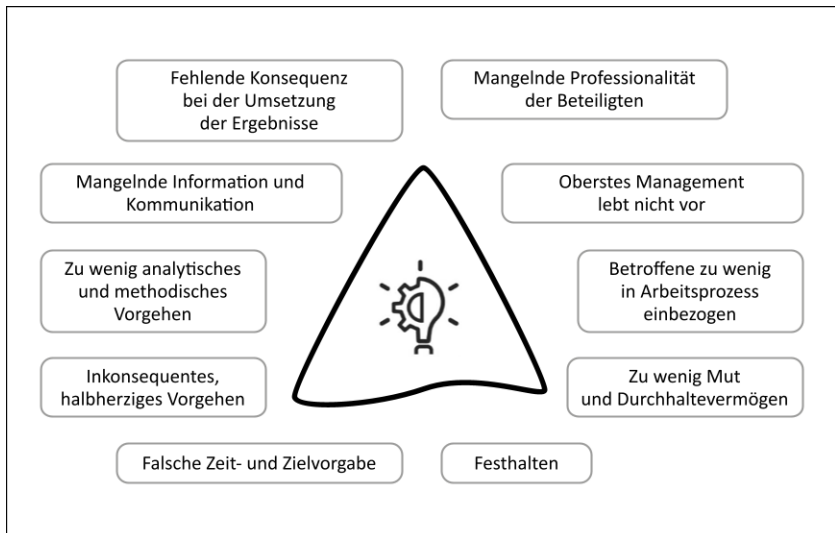 Fehlende Konsequenz
bei der Umsetzung
der Ergebnisse
Mangelnde Professionalität
der Beteiligten
Mangelnde Information und
Kommunikation
Oberstes Management
lebt nicht vor
Zu wenig analytisches
und methodisches
Vorgehen
Betroffene zu wenig
in Arbeitsprozess
einbezogen
Inkonsequentes,
halbherziges Vorgehen
Zu wenig Mut
und Durchhaltevermögen
Falsche Zeit- und Zielvorgabe
Festhalten